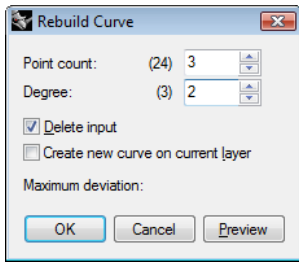 Rebuild Curve
Point count: (24) 3
Degree: (3) 2
Delete input
Create new curve on current layer
Maximum deviation:
OK Cancel Preview